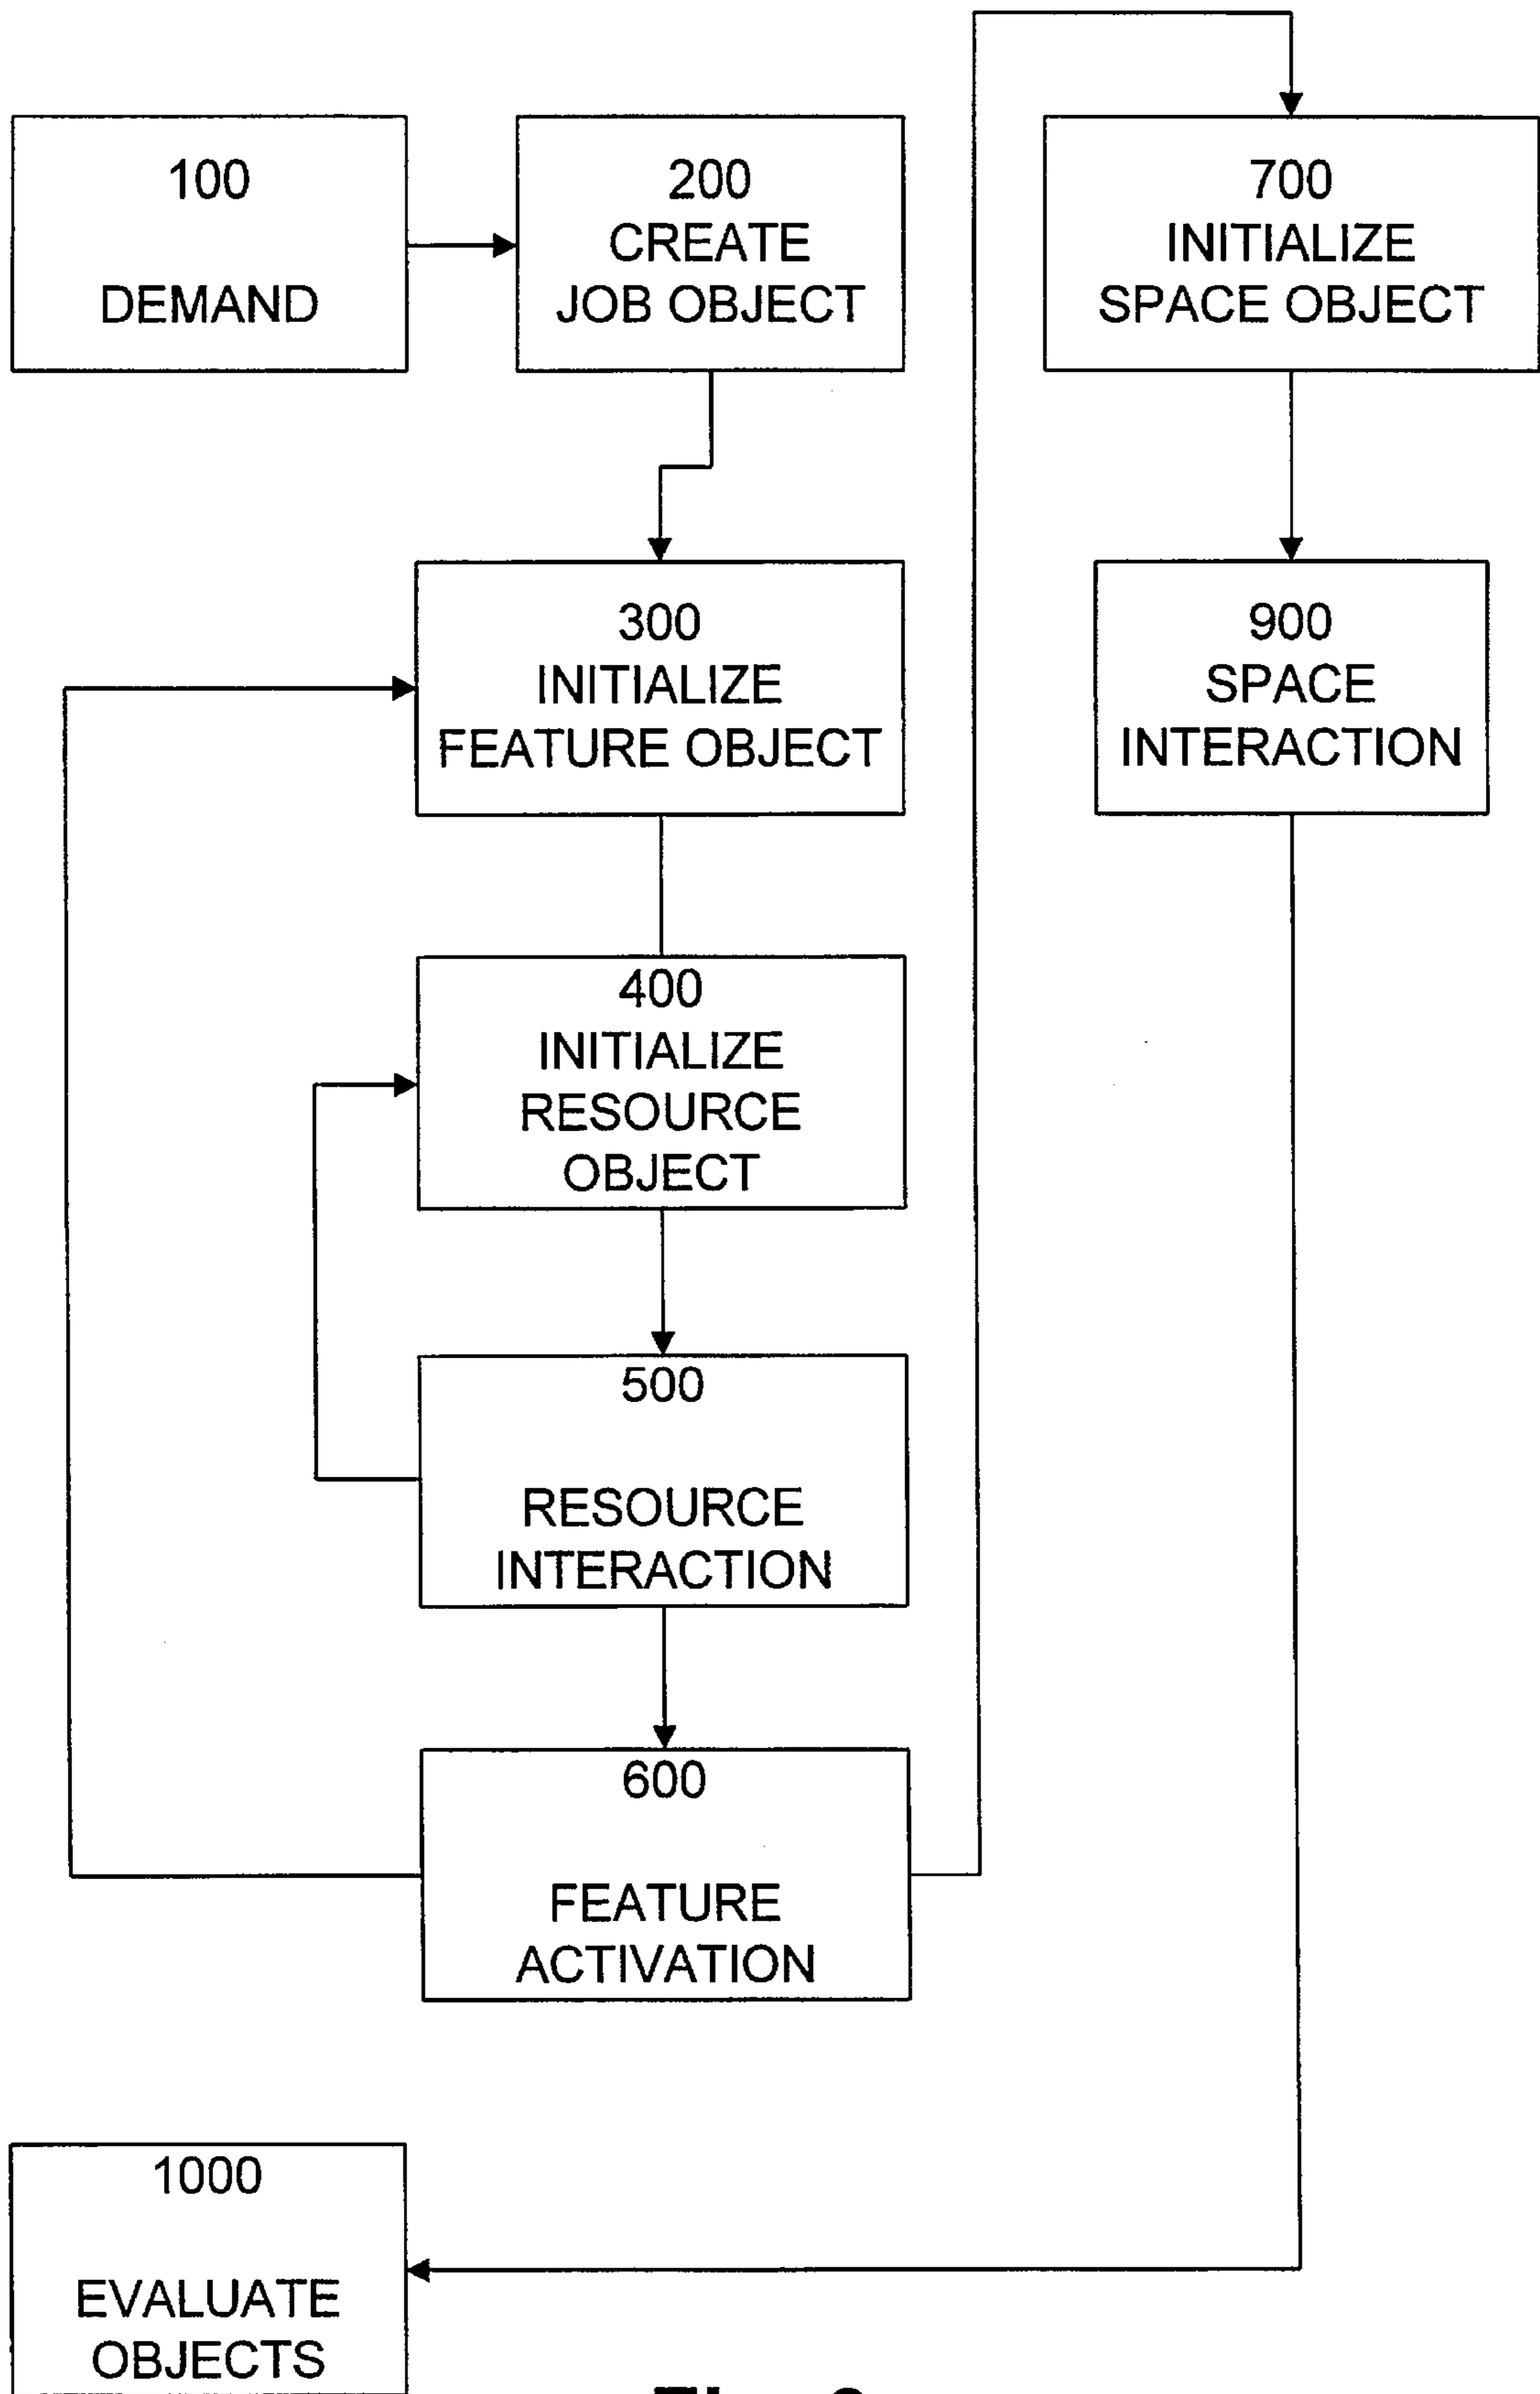 100
DEMAND
200
CREATE
JOB OBJECT
300
INITIALIZE
FEATURE OBJECT
400
INITIALIZE
RESOURCE
OBJECT
500
RESOURCE
INTERACTION
600
FEATURE
ACTIVATION
700
INITIALIZE
SPACE OBJECT
900
SPACE
INTERACTION
1000
EVALUATE
OBJECTS